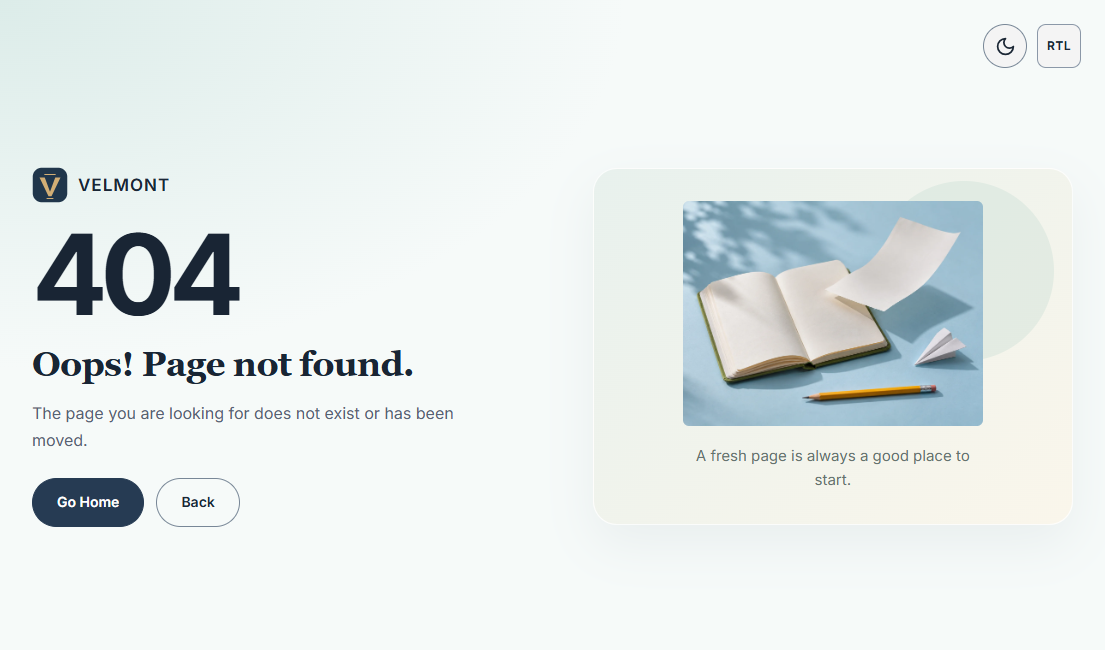 RTL
VELMONT
404
Oops! Page not found.
The page you are looking for does not exist or has been
moved.
Go Home
Back
A fresh page is always a good place to
start.